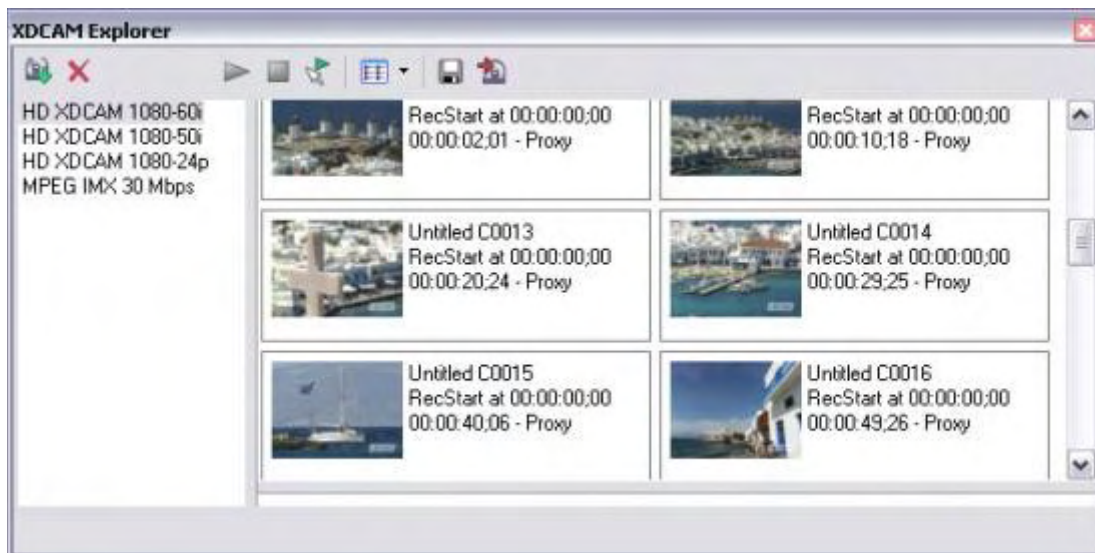 XDCAM Explorer
HD XDCAM 1080-60i
HD XDCAM 1080-50i
HD XDCAM 1080-24p
MPEG IMX 30 Mbps
RecStart at 00:00:00;00
00:00:02;01 - Proxy
RecStart at 00:00:00;00
00:00:10;18 - Proxy
Untitled C0013
RecStart at 00:00:00;00
00:00:20;24 - Proxy
Untitled C0014
RecStart at 00:00:00;00
00:00:29;25 - Proxy
Untitled C0015
RecStart at 00:00:00;00
00:00:40;06 - Proxy
Untitled C0016
RecStart at 00:00:00;00
00:00:49;26 - Proxy